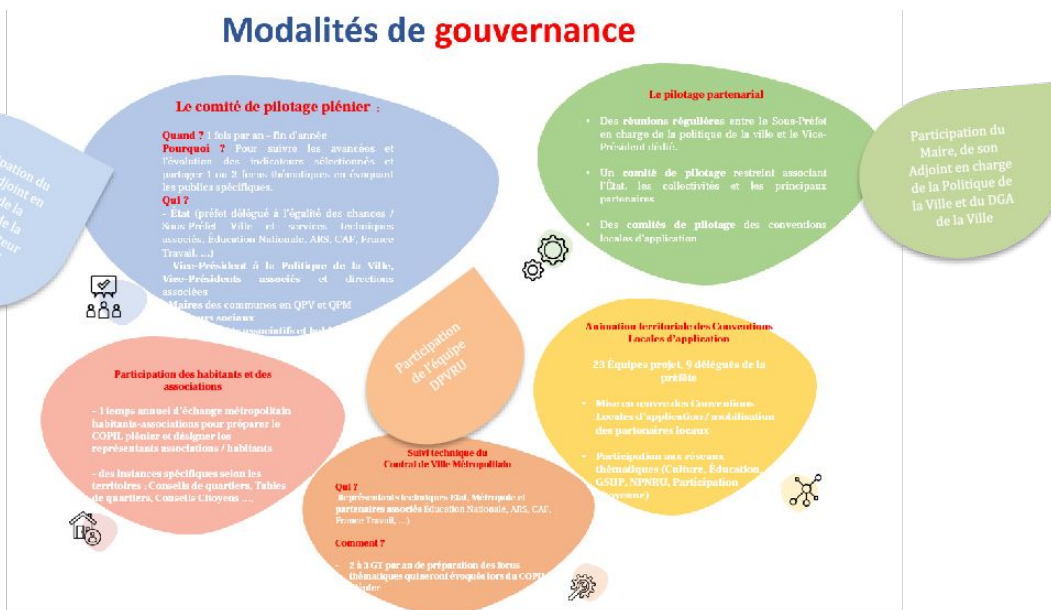 Modalités de gouvernance
Le comité de pilotage plénier :
Quand ? 1 fois par an – fin d'année
Pourquoi ? Pour suivre les avancées et
l'évolution des indicateurs sélectionnés et
partager 1 ou 2 focus thématiques en évoquant
les publics spécifiques.
Qui ?
- Etat (préfet délégué à l'égalité des chances /
Sous-Préfet Ville et services techniques
associés, Éducation Nationale, ARS, CAF, France
Travail, ...)
Vice-Président à la Politique de la Ville,
Vice-Présidents associés et directions
associées
Maires des communes en QPV et QPM
sociaux
associatifs et
Le pilotage partenarial
• Des réunions régulières entre le Sous-Préfet
en charge de la politique de la ville et le Vice-
Président dédié.
• Un comité de pilotage restreint associant
l'État, les collectivités et les principaux
partenaires
• Des comités de pilotage des conventions
locales d'application
Participation du
Maire, de son
Adjoint en charge
de la Politique de
la Ville et du DGA
de la Ville
Participation
de l'équipe
DPVRU
Participation des habitants et des
associations
- 1 temps annuel d'échange métropolitain
habitants-associations pour préparer le
COPIL plénier et désigner les
représentants associations / habitants
- des instances spécifiques selon les
territoires : Conseils de quartiers, Tables
de quartiers, Conseils Citoyens ....
Animation territoriale des Conventions
Locales d'application
23 Équipes projet, 9 délégués de la
préfète
• Mise en œuvre des Conventions
Locales d'application / mobilisation
des partenaires locaux
• Participation aux réseaux
thématiques (Culture, Éducation,
GSUP, NPNRU, Participation
Suivi technique du
Contrat de Ville Métropolitain
Qui ?
Représentants techniques Etat, Métropole et
partenaires associés Éducation Nationale, ARS, CAF,
France Travail, ...)
Comment ?
- 2 à 3 GT par an de préparation des focus
thématiques qui seront évoqués lors du COPIL